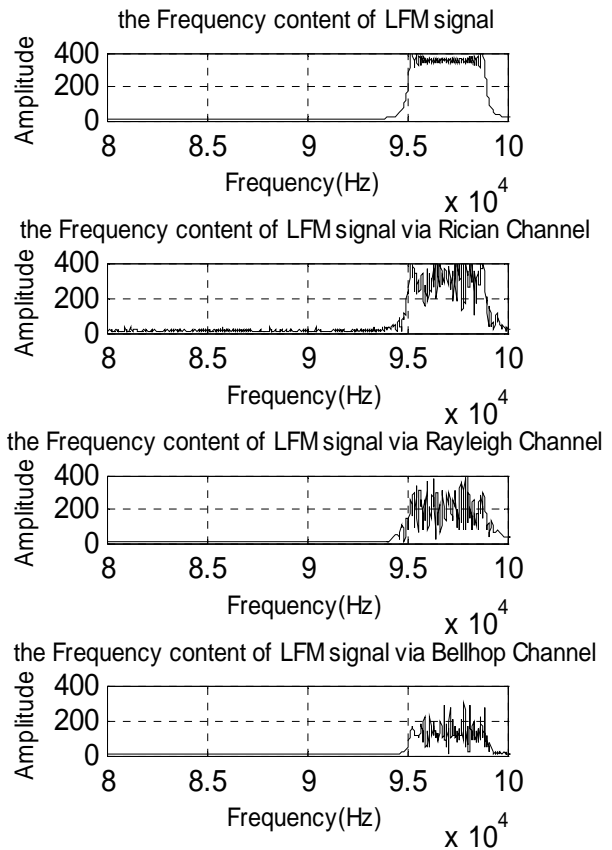 the Frequency content of LFM signal
400
200
0
Amplitude
8 8.5 9 9.5 10
Frequency(Hz)
x 10^4
the Frequency content of LFM signal via Rician Channel
400
200
0
Amplitude
8 8.5 9 9.5 10
Frequency(Hz)
x 10^4
the Frequency content of LFM signal via Rayleigh Channel
400
200
0
Amplitude
8 8.5 9 9.5 10
Frequency(Hz)
x 10^4
the Frequency content of LFM signal via Bellhop Channel
400
200
0
Amplitude
8 8.5 9 9.5 10
Frequency(Hz)
x 10^4